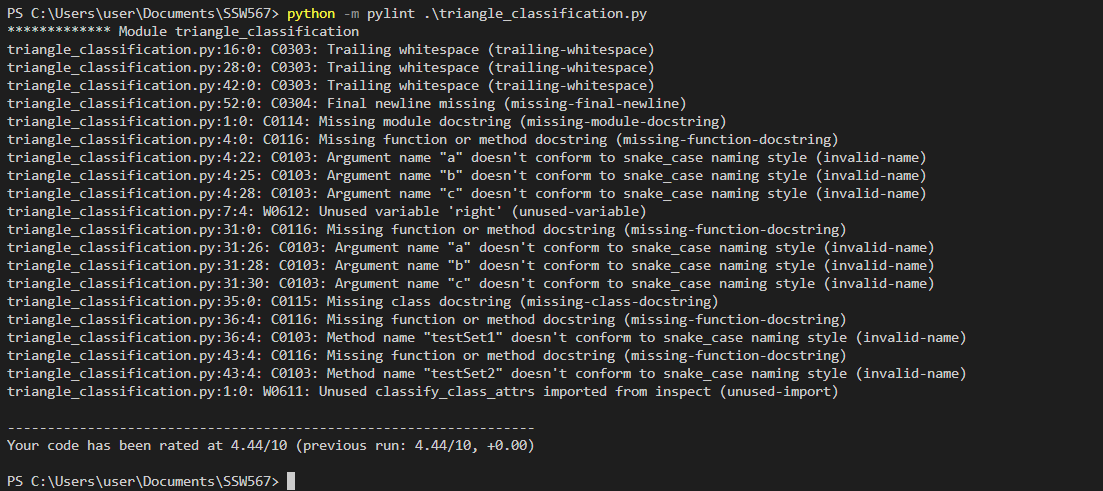 PS C:\Users\user\Documents\SSW567> python -m pylint .\triangle_classification.py
************* Module triangle_classification
triangle_classification.py:16:0: C0303: Trailing whitespace (trailing-whitespace)
triangle_classification.py:28:0: C0303: Trailing whitespace (trailing-whitespace)
triangle_classification.py:42:0: C0303: Trailing whitespace (trailing-whitespace)
triangle_classification.py:52:0: C0304: Final newline missing (missing-final-newline)
triangle_classification.py:1:0: C0114: Missing module docstring (missing-module-docstring)
triangle_classification.py:4:0: C0116: Missing function or method docstring (missing-function-docstring)
triangle_classification.py:4:22: C0103: Argument name "a" doesn't conform to snake_case naming style (invalid-name)
triangle_classification.py:4:25: C0103: Argument name "b" doesn't conform to snake_case naming style (invalid-name)
triangle_classification.py:4:28: C0103: Argument name "c" doesn't conform to snake_case naming style (invalid-name)
triangle_classification.py:7:4: W0612: Unused variable 'right' (unused-variable)
triangle_classification.py:31:0: C0116: Missing function or method docstring (missing-function-docstring)
triangle_classification.py:31:26: C0103: Argument name "a" doesn't conform to snake_case naming style (invalid-name)
triangle_classification.py:31:28: C0103: Argument name "b" doesn't conform to snake_case naming style (invalid-name)
triangle_classification.py:31:30: C0103: Argument name "c" doesn't conform to snake_case naming style (invalid-name)
triangle_classification.py:35:0: C0115: Missing class docstring (missing-class-docstring)
triangle_classification.py:36:4: C0116: Missing function or method docstring (missing-function-docstring)
triangle_classification.py:36:4: C0103: Method name "testSet1" doesn't conform to snake_case naming style (invalid-name)
triangle_classification.py:43:4: C0116: Missing function or method docstring (missing-function-docstring)
triangle_classification.py:43:4: C0103: Method name "testSet2" doesn't conform to snake_case naming style (invalid-name)
triangle_classification.py:1:0: W0611: Unused classify_class_attrs imported from inspect (unused-import)
------------------------------------------------------------------
Your code has been rated at 4.44/10 (previous run: 4.44/10, +0.00)
PS C:\Users\user\Documents\SSW567>